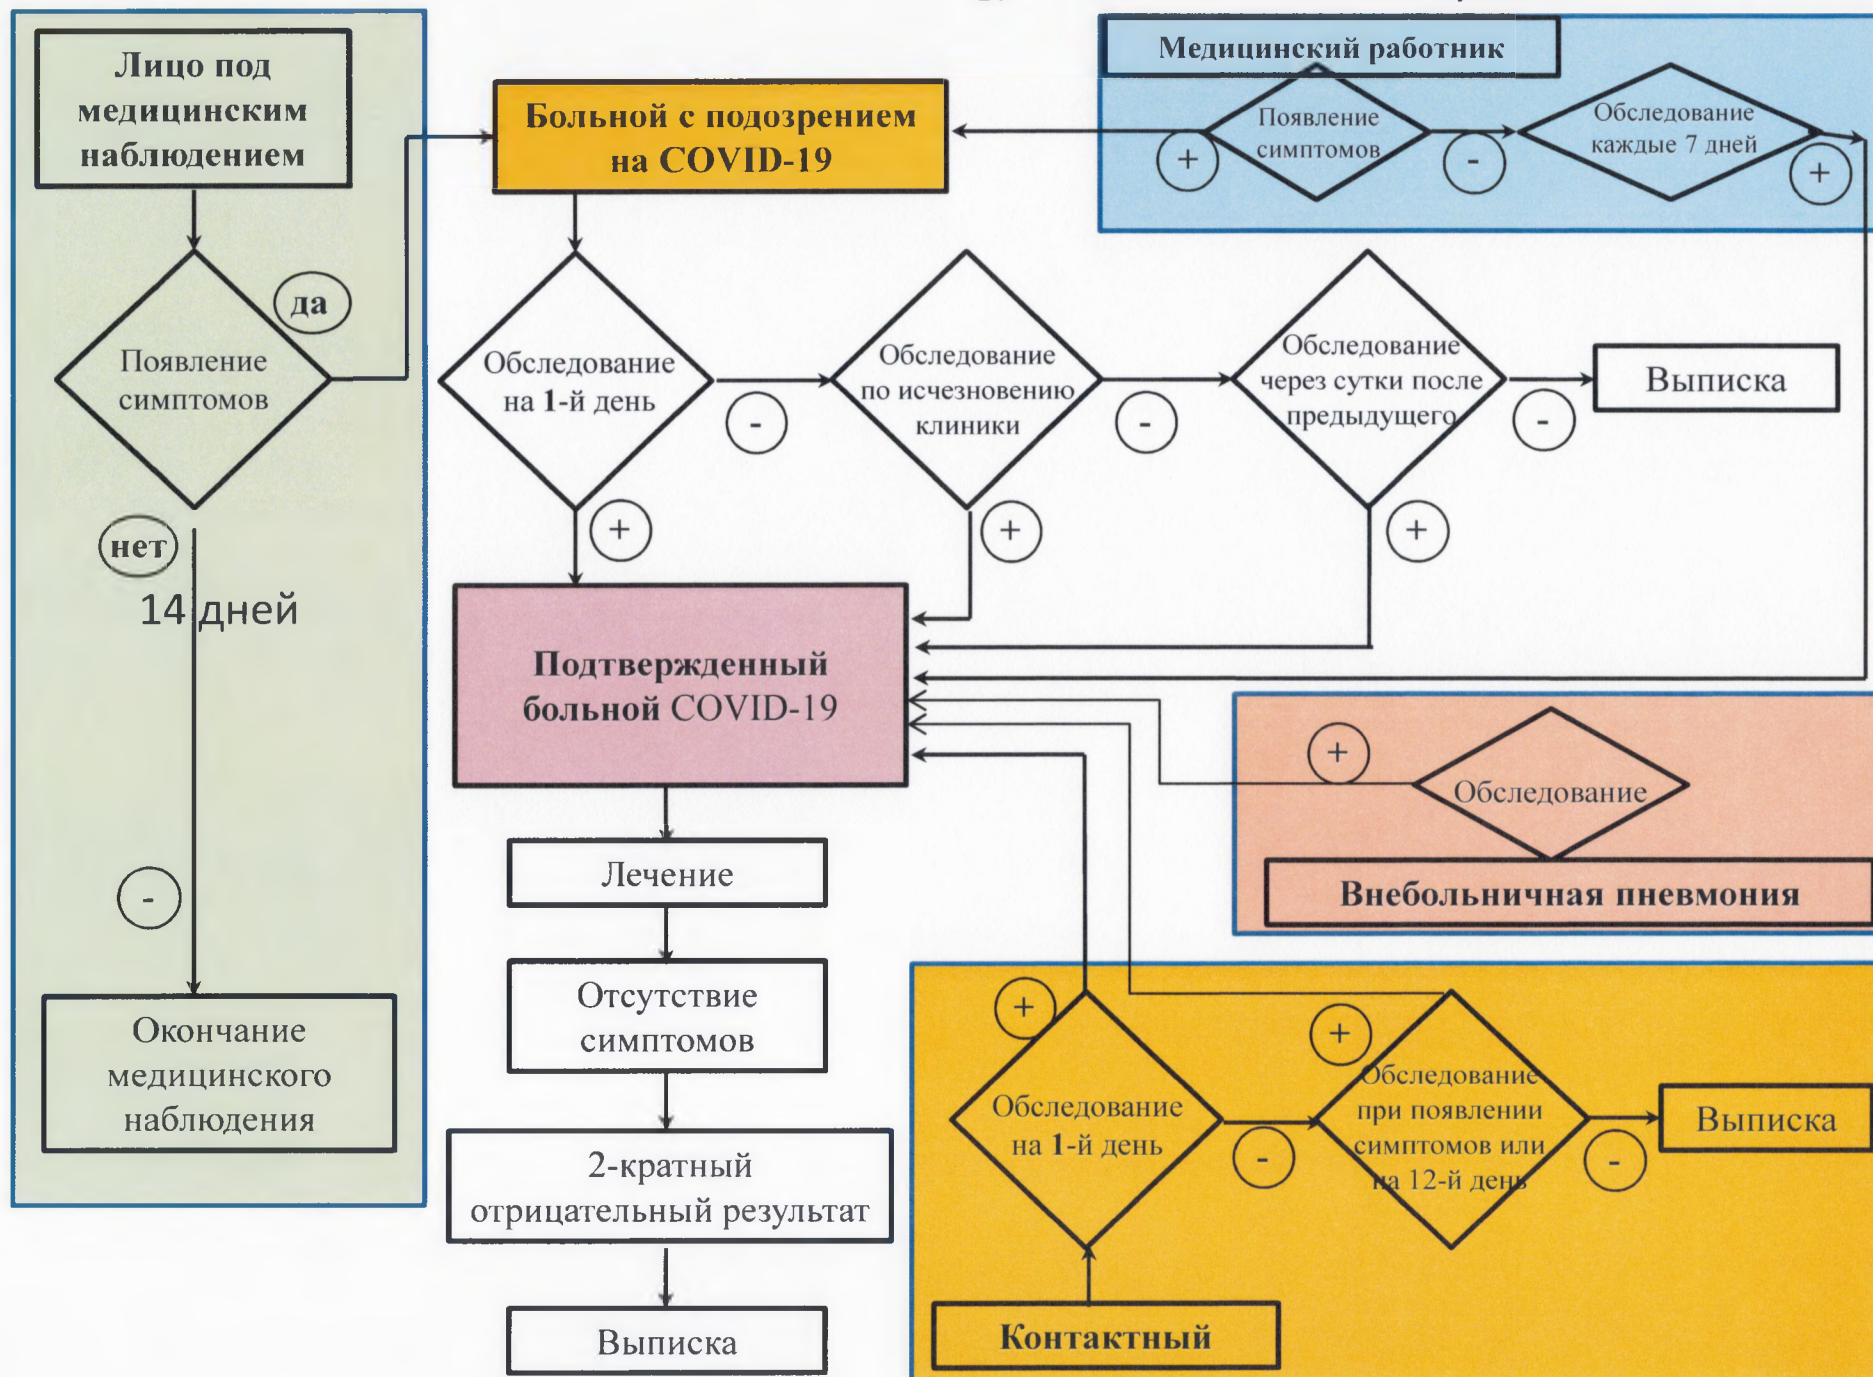 Лицо под
медицинским
наблюдением
Появление
симптомов
да
нет
14 дней
-
Окончание
медицинского
наблюдения
Больной с подозрением
на COVID-19
Медицинский работник
Появление
симптомов
+
-
Обследование
каждые 7 дней
+
Обследование
на 1-й день
-
+
Обследование
по исчезновению
клиники
-
+
Обследование
через сутки после
предыдущего
-
+
Выписка
Подтвержденный
больной COVID-19
Лечение
Отсутствие
симптомов
2-кратный
отрицательный результат
Выписка
+
Обследование
Внебольничная пневмония
+
Обследование
на 1-й день
-
+
Обследование
при появлении
симптомов или
на 12-й день
-
Выписка
Контактный